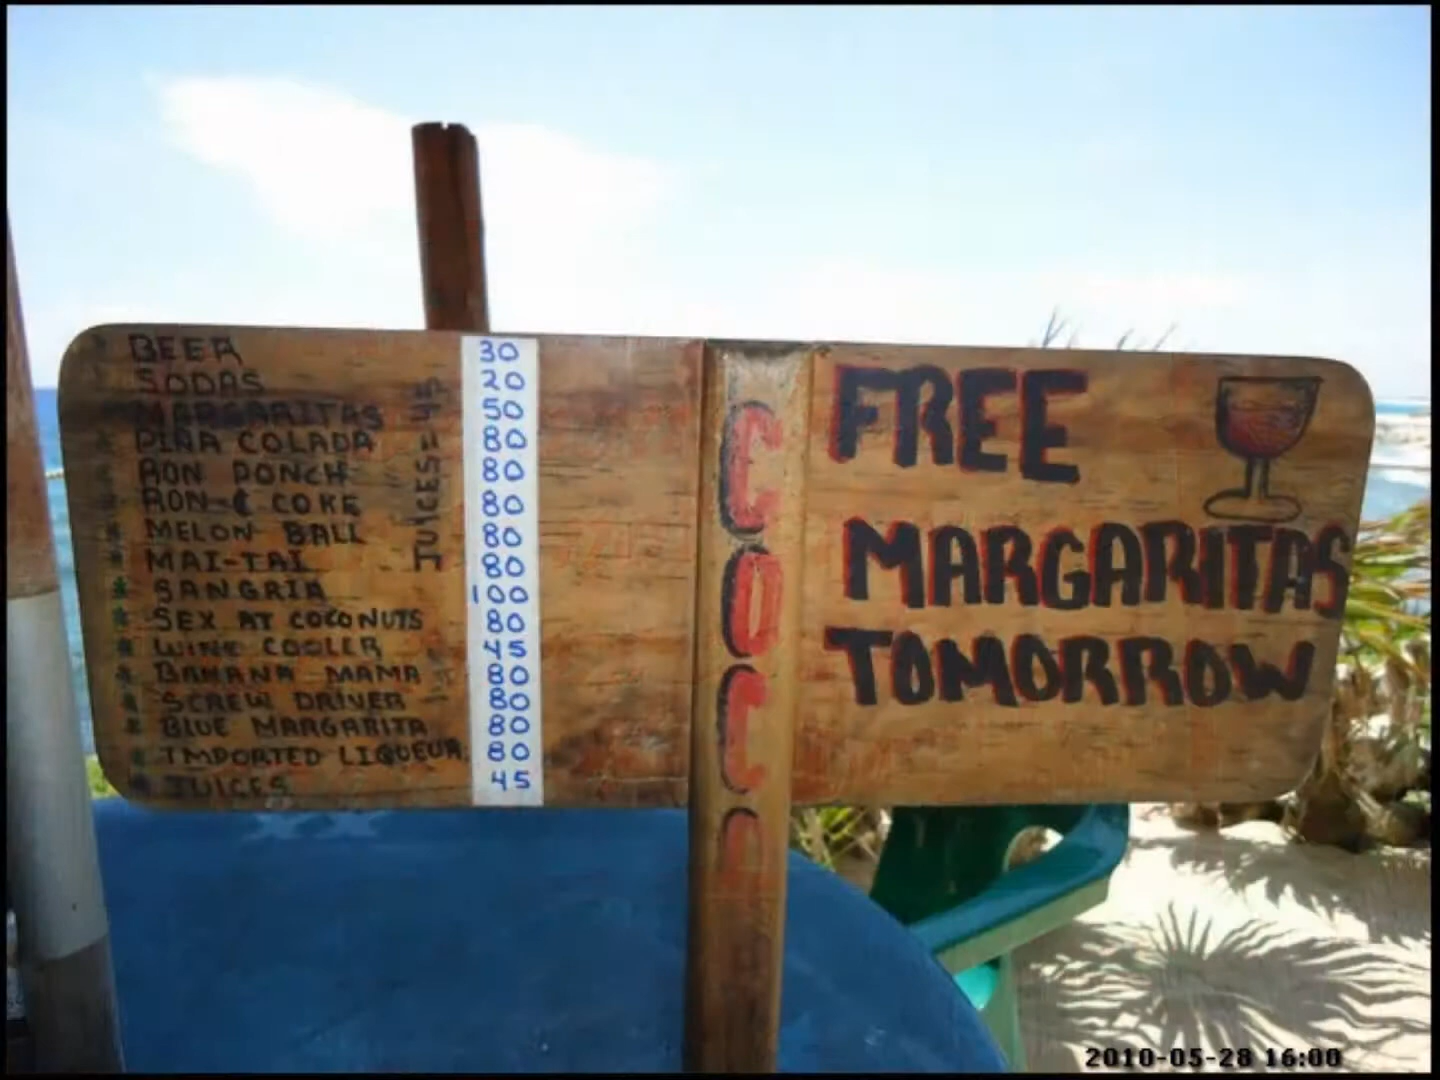 BEER 30
SODAS 20
MARGARITAS 50
PIÑA COLADA 80
RON PONCH 80
RON & COKE 80
MELON BALL 80
MAI-TAI 80
SANGRIA 100
SEX AT COCONUTS 80
WINE COOLER 45
BAHANA MAMA 80
SCREW DRIVER 80
BLUE MARGARITA 80
IMPORTED LIQUEUR 80
JUICES 45
JUICES = 45
COC
FREE
MARGARITAS
TOMORROW
2010-05-28 16:00